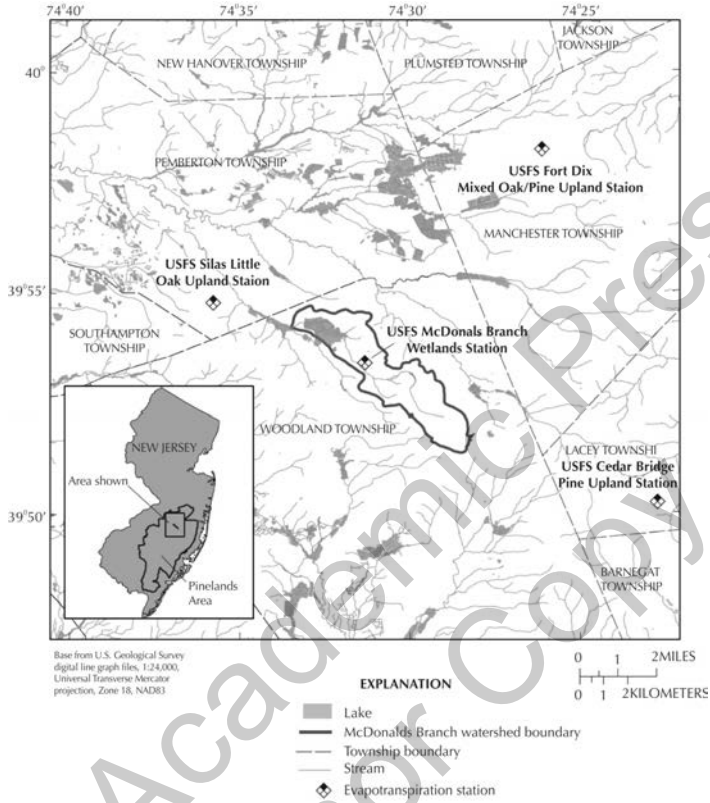 74°40'
74°35'
74°30'
74°25'
JACKSON
TOWNSHIP
40°
NEW HANOVER TOWNSHIP
PLUMSTED TOWNSHIP
PEMBERTON TOWNSHIP
USFS Fort Dix
Mixed Oak/Pine Upland Staion
MANCHESTER TOWNSHIP
39°55'
USFS Silas Little
Oak Upland Staion
SOUTHAMPTON
TOWNSHIP
USFS McDonals Branch
Wetlands Station
WOODLAND TOWNSHIP
NEW JERSEY
Area shown
Pinelands
Area
LACEY TOWNSHI
USFS Cedar Bridge
Pine Upland Station
39°50'
BARNEGAT
TOWNSHIP
Base from U.S. Geological Survey
digital line graph files, 1:24,000,
Universal Transverse Mercator
projection, Zone 18, NAD83
0 1 2MILES
0 1 2KILOMETERS
EXPLANATION
Lake
McDonalds Branch watershed boundary
Township boundary
Stream
Evapotranspiration station
Academic Pres
sor Copy